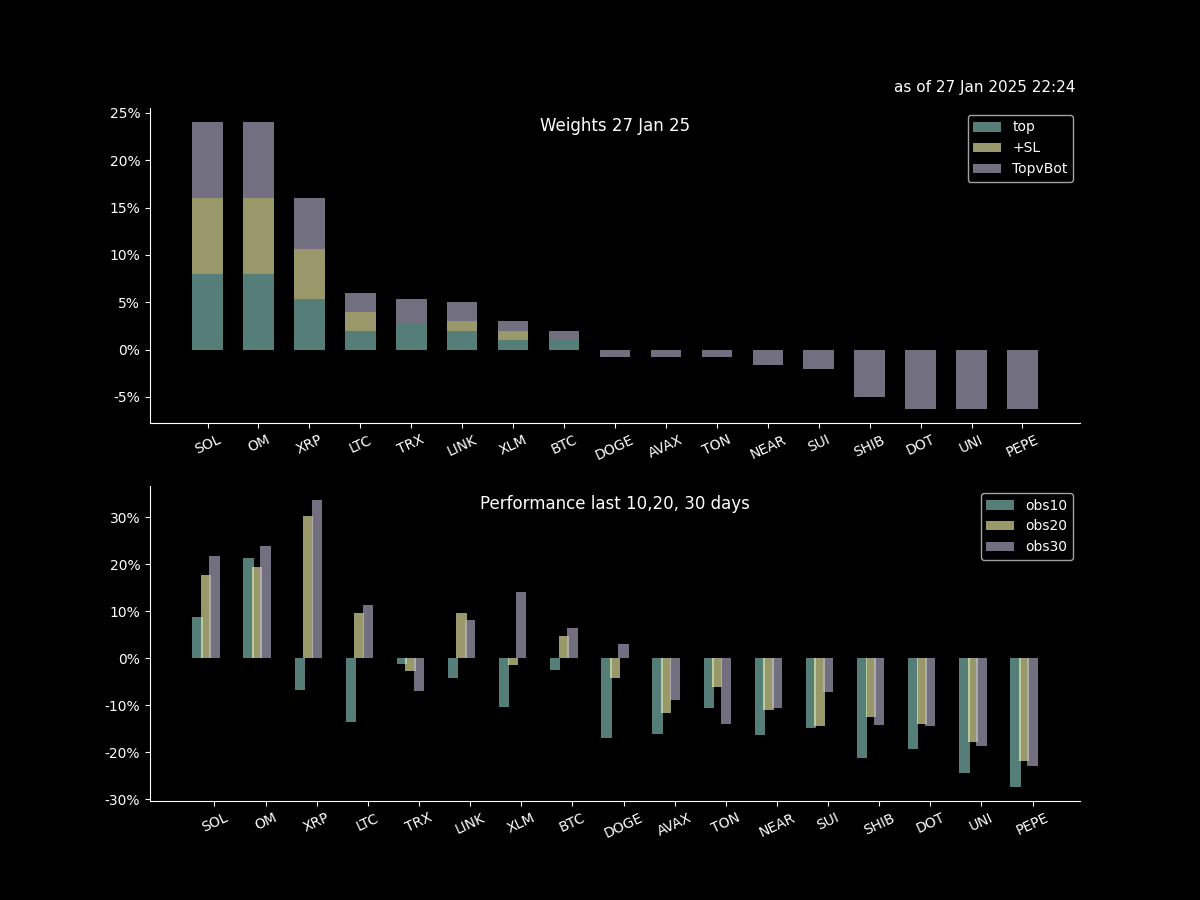 as of 27 Jan 2025 22:24
Weights 27 Jan 25
top
+SL
TopvBot
25%
20%
15%
10%
5%
0%
-5%
SOL OM XRP LTC TRX LINK XLM BTC DOGE AVAX TON NEAR SUI SHIB DOT UNI PEPE
Performance last 10,20, 30 days
obs10
obs20
obs30
30%
20%
10%
0%
-10%
-20%
-30%
SOL OM XRP LTC TRX LINK XLM BTC DOGE AVAX TON NEAR SUI SHIB DOT UNI PEPE